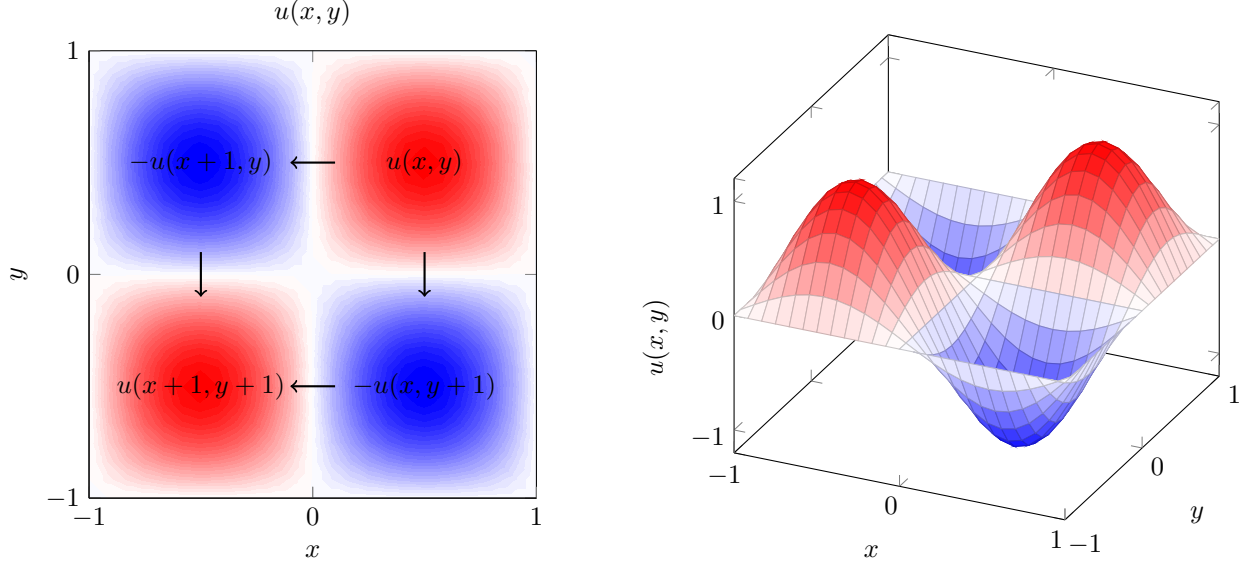 u(x, y)
1
−u(x + 1, y)
u(x, y)
y
0
u(x + 1, y + 1)
−u(x, y + 1)
−1
−1
0
1
x
1
u(x, y)
0
−1
−1
0
1
x
−1
0
1
y